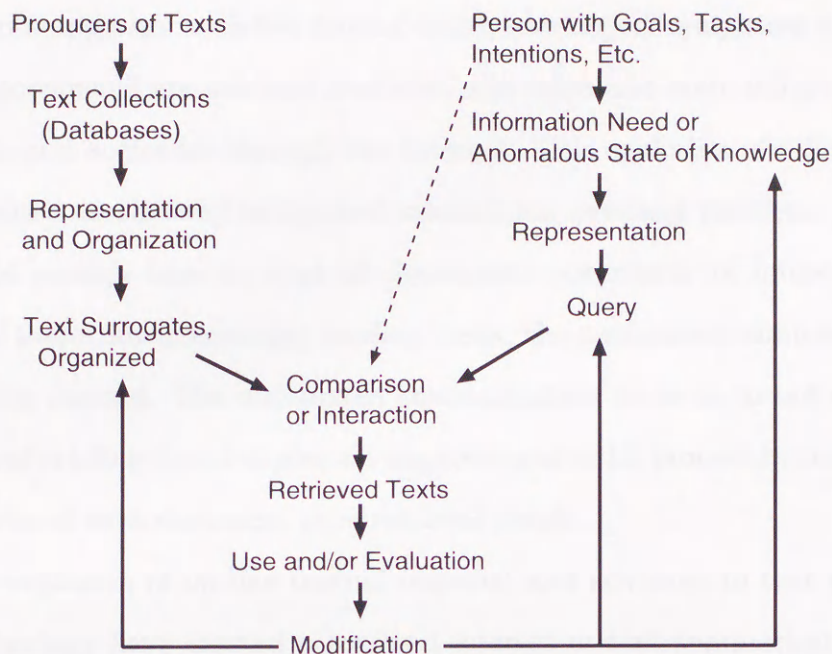 Producers of Texts
Text Collections
(Databases)
Representation
and Organization
Text Surrogates,
Organized
Person with Goals, Tasks,
Intentions, Etc.
Information Need or
Anomalous State of Knowledge
Representation
Query
Comparison
or Interaction
Retrieved Texts
Use and/or Evaluation
Modification